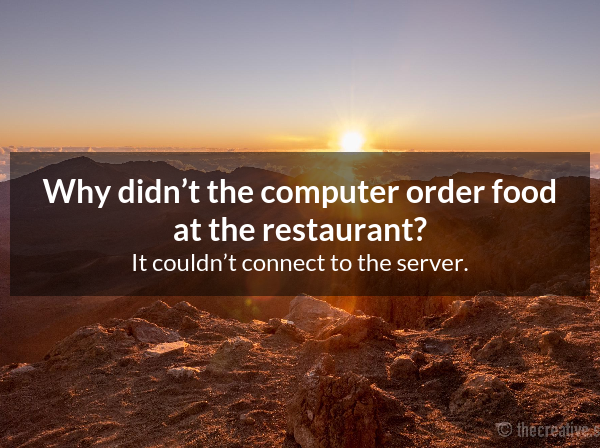 Why didn’t the computer order food
at the restaurant?
It couldn’t connect to the server.
© thecreative.s